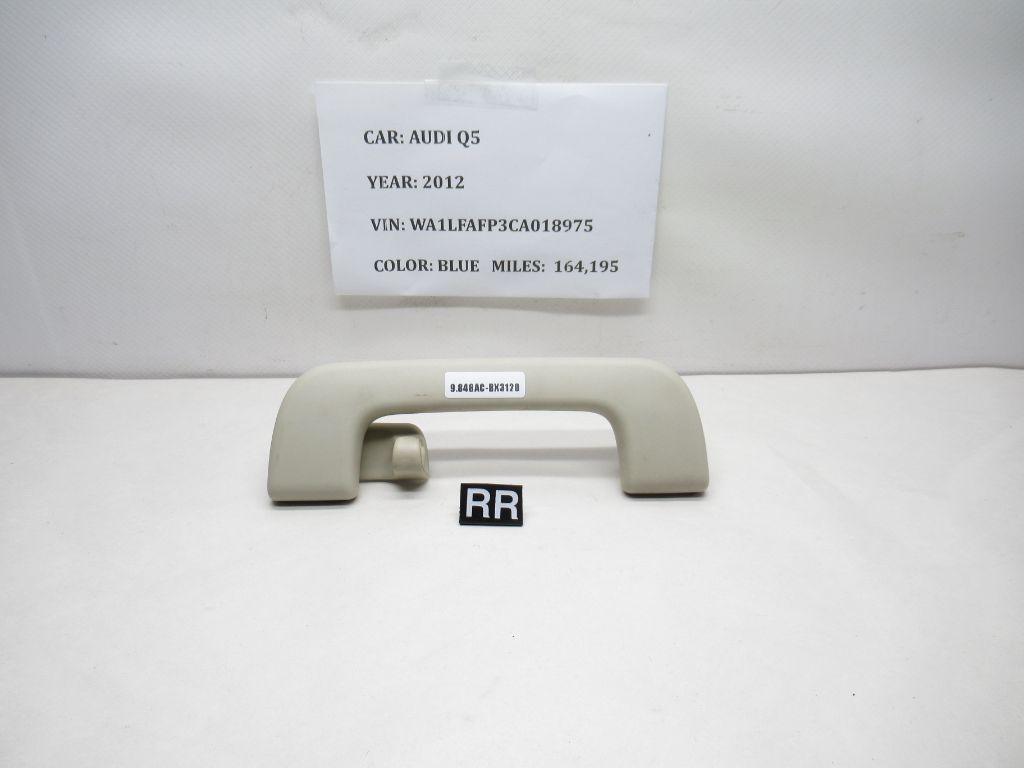 CAR: AUDI Q5
YEAR: 2012
VIN: WA1LFAFP3CA018975
COLOR: BLUE MILES: 164,195
9.846AC-BX3128
RR